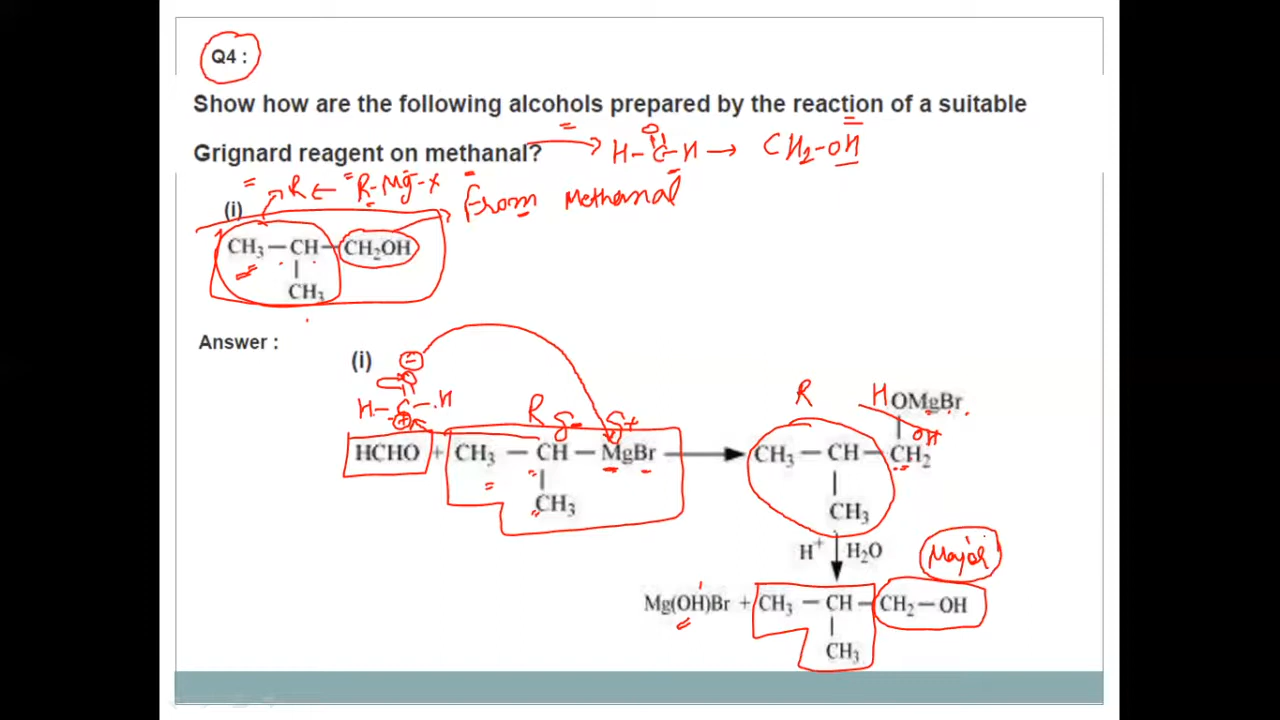 Q4 :
Show how are the following alcohols prepared by the reaction of a suitable
Grignard reagent on methanal? → H-C-H → CH2-OH
O
R ← R-Mg-X From Methanal
(i)
CH₃ — CH — CH₂OH
|
CH₃
Answer :
(i)
−
O
H-C-H
+
R δ- δ+
HCHO + CH₃ — CH — MgBr → CH₃ — CH — CH₂
|
CH₃
R H OMgBr
|
OH
|
CH₃
H⁺ ↓ H₂O
Major
Mg(OH)Br + CH₃ — CH — CH₂ — OH
|
CH₃